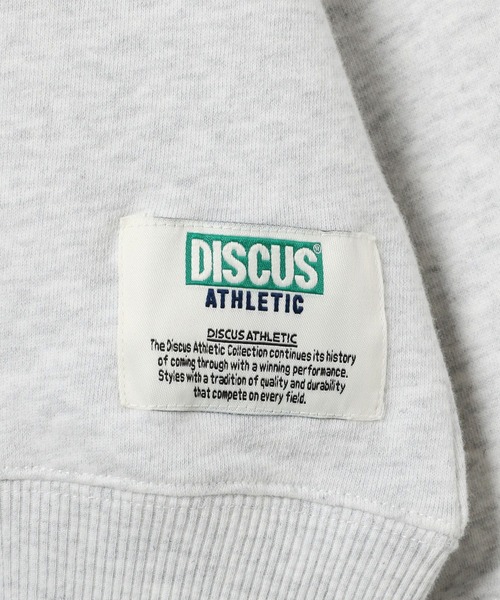 DISCUS®
ATHLETIC
DISCUS ATHLETIC
The Discus Athletic Collection continues its history
of coming through with a winning performance.
Styles with a tradition of quality and durability
that compete on every field.